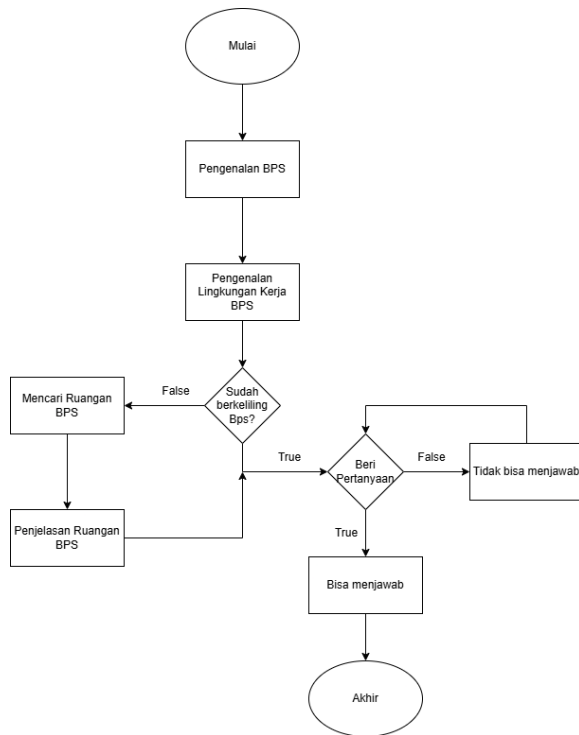 Mulai
Pengenalan BPS
Pengenalan
Lingkungan Kerja
BPS
Sudah
berkeliling
Bps?
False
Mencari Ruangan
BPS
Penjelasan Ruangan
BPS
True
Beri
Pertanyaan
False
Tidak bisa menjawab
True
Bisa menjawab
Akhir